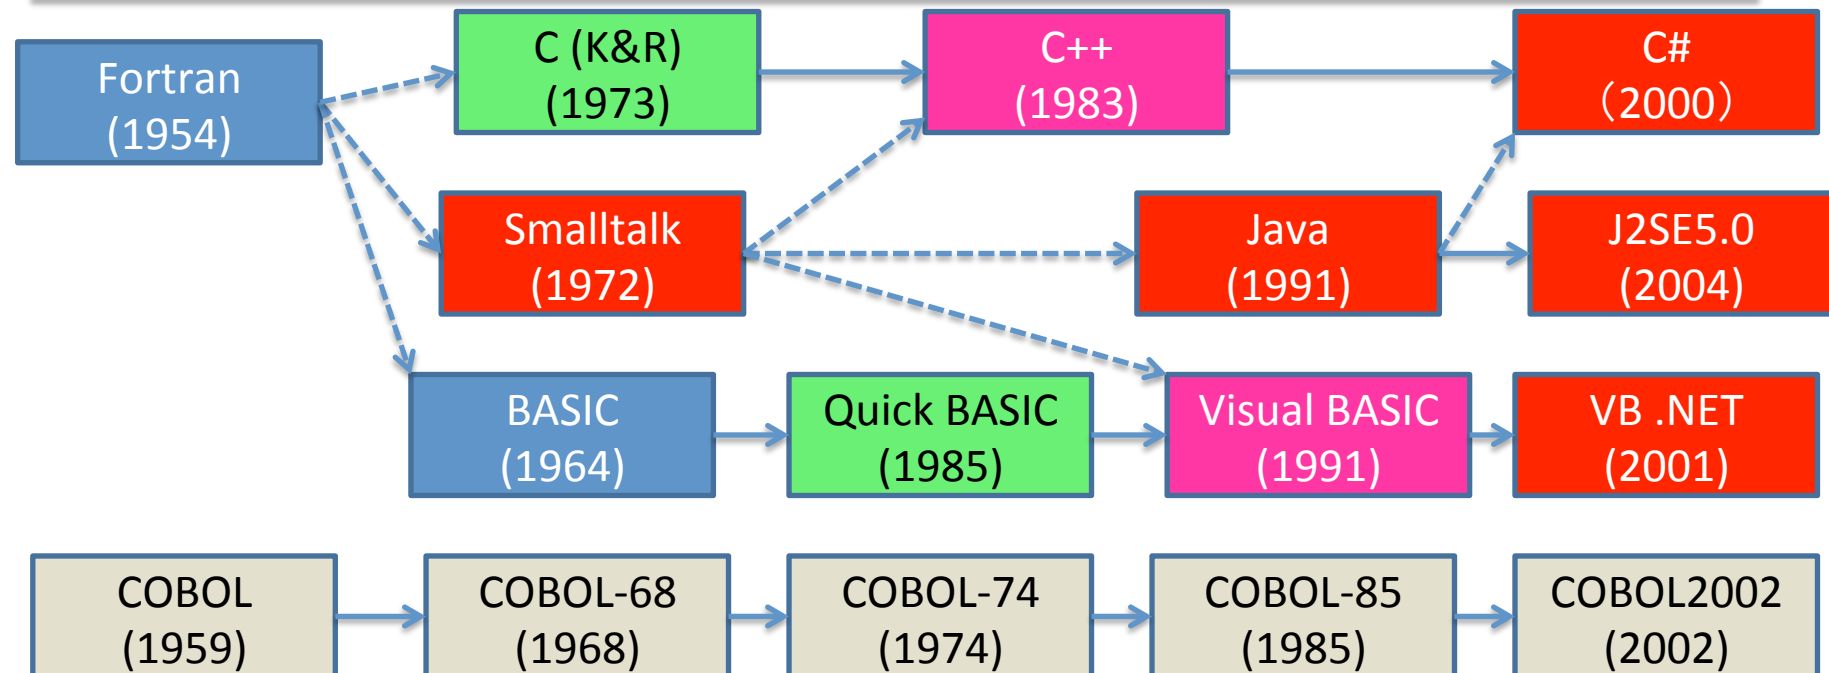 Fortran
(1954)
C (K&R)
(1973)
C++
(1983)
C#
（2000）
Smalltalk
(1972)
Java
(1991)
J2SE5.0
(2004)
BASIC
(1964)
Quick BASIC
(1985)
Visual BASIC
(1991)
VB .NET
(2001)
COBOL
(1959)
COBOL-68
(1968)
COBOL-74
(1974)
COBOL-85
(1985)
COBOL2002
(2002)